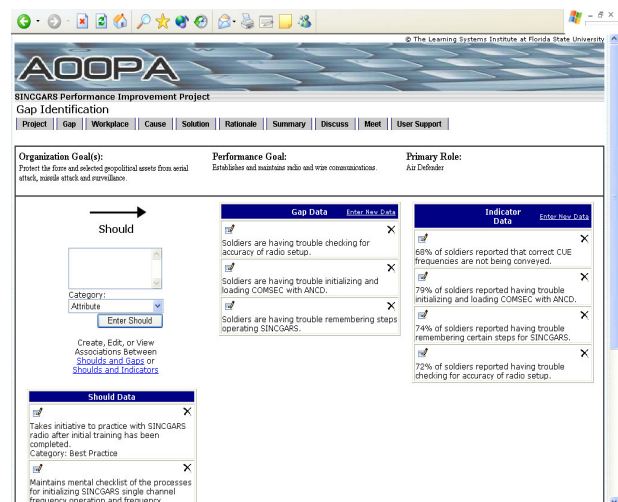 © The Learning Systems Institute at Florida State University
AOOPA
SINCGARS Performance Improvement Project
Gap Identification
Project Gap Workplace Cause Solution Rationale Summary Discuss Meet User Support
Organization Goal(s):
Protect the force and selected geopolitical assets from aerial
attack, missile attack and surveillance.
Performance Goal:
Establishes and maintains radio and wire communications.
Primary Role:
Air Defender
Should
Category:
Attribute
Enter Should
Create, Edit, or View
Associations Between
Shoulds and Gaps or
Shoulds and Indicators
Gap Data Enter New Data
Soldiers are having trouble checking for
accuracy of radio setup.
Soldiers are having trouble initializing and
loading COMSEC with ANCD.
Soldiers are having trouble remembering steps
operating SINCGARS.
Indicator
Data Enter New Data
68% of soldiers reported that correct CUE
frequencies are not being conveyed.
79% of soldiers reported having trouble
initializing and loading COMSEC with ANCD.
74% of soldiers reported having trouble
remembering certain steps for SINCGARS.
72% of soldiers reported having trouble
checking for accuracy of radio setup.
Should Data
Takes initiative to practice with SINCGARS
radio after initial training has been
completed.
Category: Best Practice
Maintains mental checklist of the processes
for initializing SINCGARS single channel
frequency operation and frequency